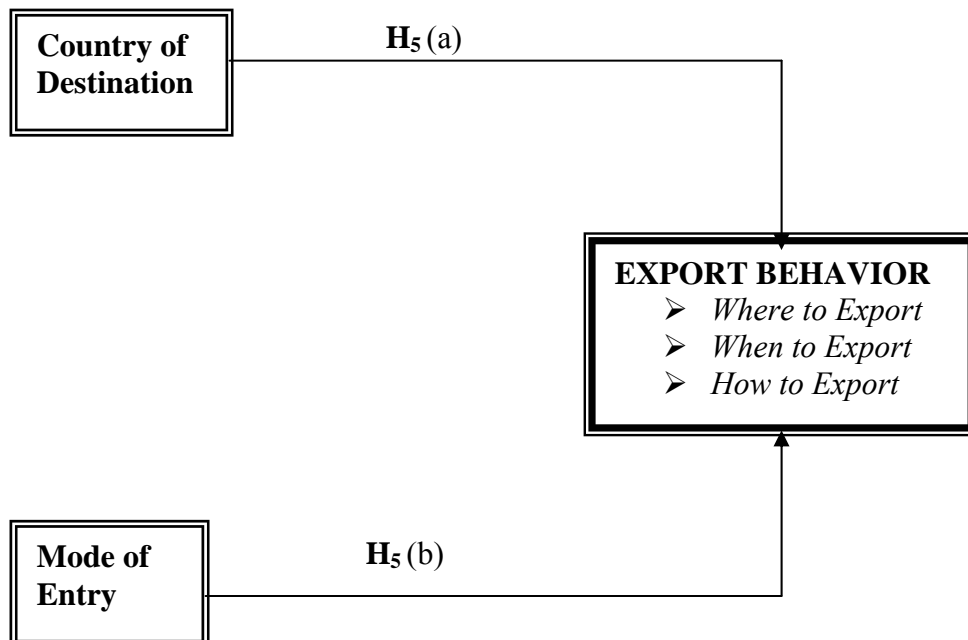 H₅ (a)
Country of
Destination
EXPORT BEHAVIOR
➢ Where to Export
➢ When to Export
➢ How to Export
H₅ (b)
Mode of
Entry